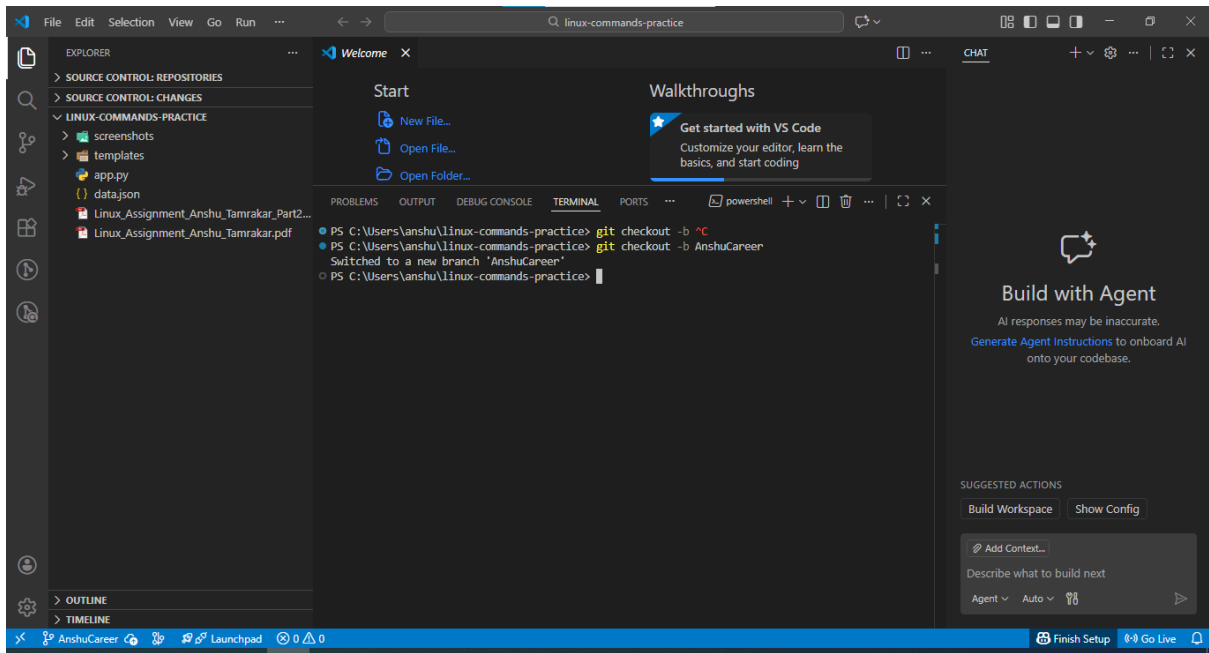 File Edit Selection View Go Run ···
linux-commands-practice
EXPLORER ···
SOURCE CONTROL: REPOSITORIES
SOURCE CONTROL: CHANGES
LINUX-COMMANDS-PRACTICE
screenshots
templates
app.py
{ } data.json
Linux_Assignment_Anshu_Tamrakar_Part2...
Linux_Assignment_Anshu_Tamrakar.pdf
OUTLINE
TIMELINE
Welcome
Start
New File...
Open File...
Open Folder...
Walkthroughs
Get started with VS Code
Customize your editor, learn the
basics, and start coding
PROBLEMS OUTPUT DEBUG CONSOLE TERMINAL PORTS ··· powershell
PS C:\Users\anshu\linux-commands-practice> git checkout -b ^C
PS C:\Users\anshu\linux-commands-practice> git checkout -b AnshuCareer
Switched to a new branch 'AnshuCareer'
PS C:\Users\anshu\linux-commands-practice>
CHAT
Build with Agent
AI responses may be inaccurate.
Generate Agent Instructions to onboard AI
onto your codebase.
SUGGESTED ACTIONS
Build Workspace Show Config
Add Context...
Describe what to build next
Agent Auto
AnshuCareer Launchpad 0 0 Finish Setup Go Live